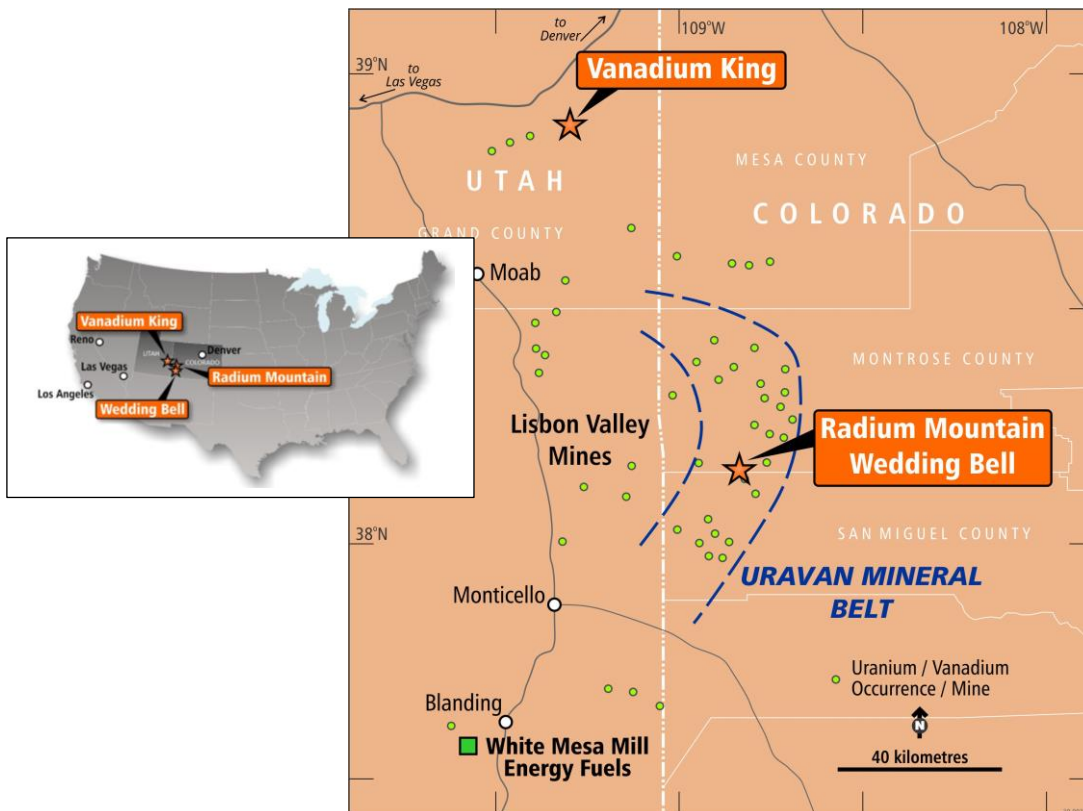 to
Denver
109°W
108°W
39°N
to
Las Vegas
Vanadium King
MESA COUNTY
UTAH
COLORADO
GRAND COUNTY
Moab
MONTROSE COUNTY
Lisbon Valley
Mines
Radium Mountain
Wedding Bell
SAN MIGUEL COUNTY
38°N
URAVAN MINERAL
BELT
Monticello
Uranium / Vanadium
Occurrence / Mine
N
Blanding
White Mesa Mill
Energy Fuels
40 kilometres
Vanadium King
Reno
Denver
UTAH
COLORADO
Las Vegas
Radium Mountain
Los Angeles
Wedding Bell